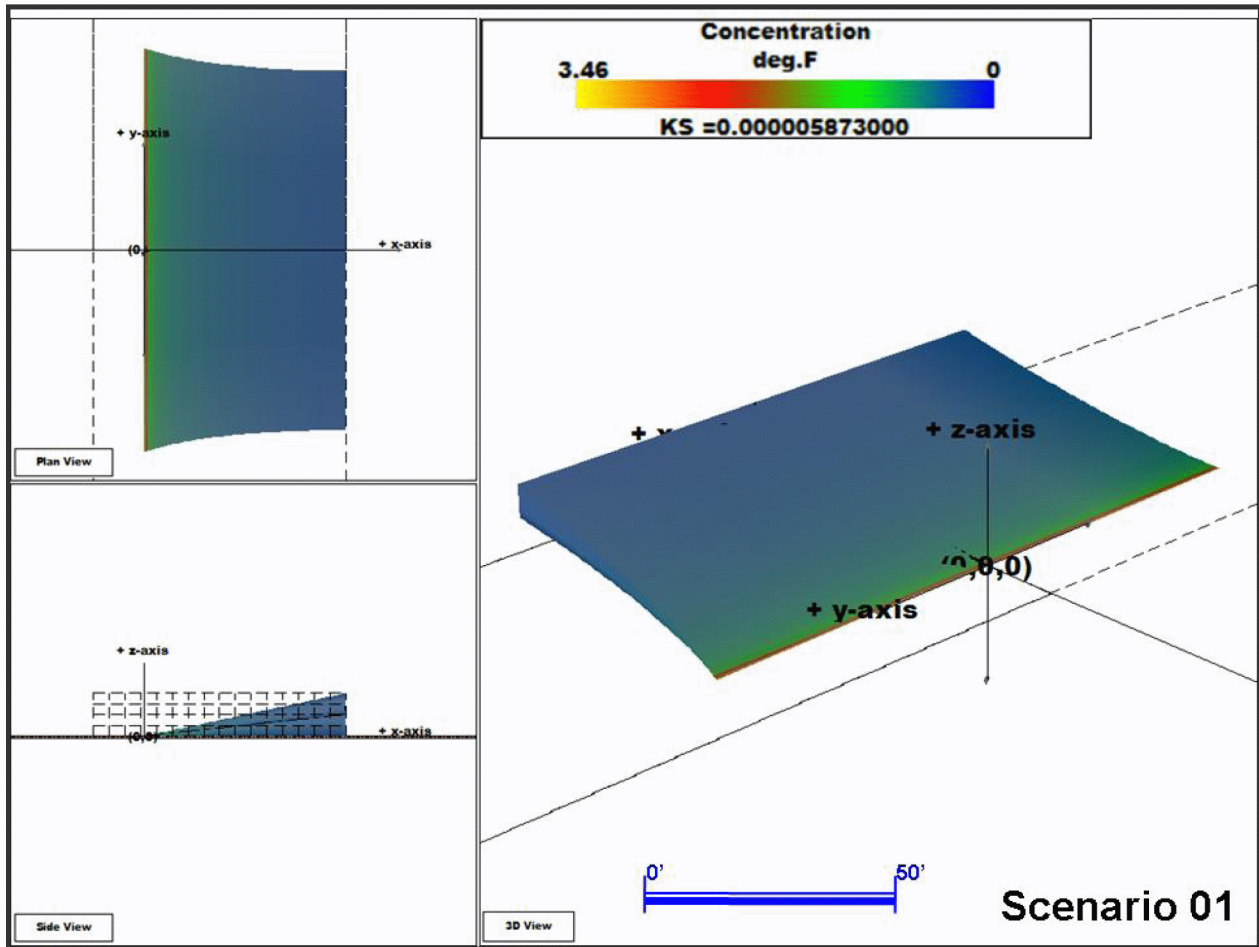 + y-axis
(0,
+ x-axis
Plan View
+ z-axis
(0,0)
+ x-axis
Side View
Concentration
deg.F
3.46 0
KS =0.000005873000
+ x
+ z-axis
(0,0,0)
+ y-axis
0' 50'
3D View
Scenario 01